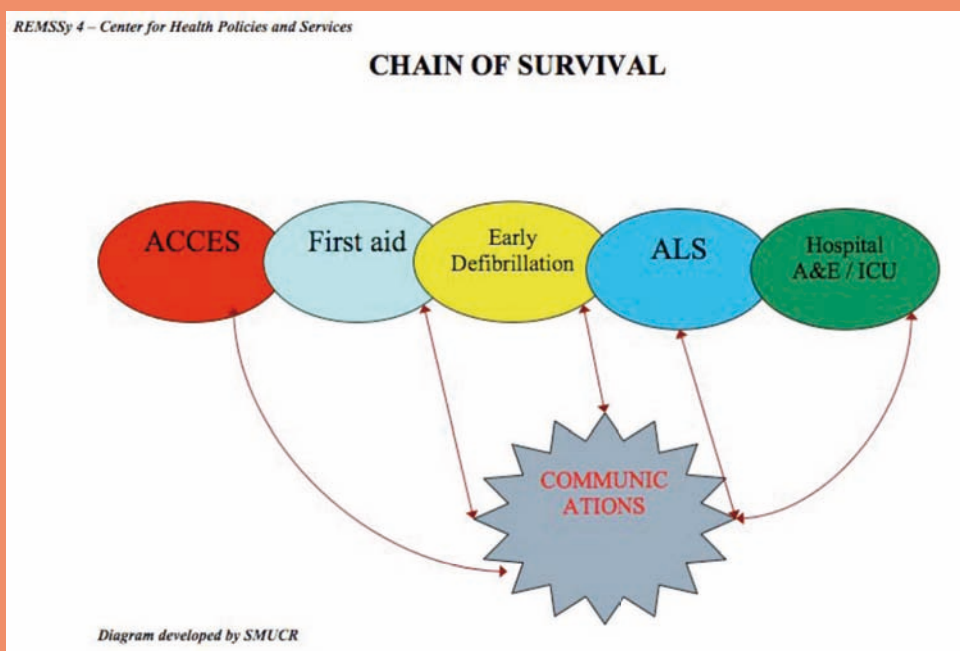 REMSSy 4 – Center for Health Policies and Services
CHAIN OF SURVIVAL
ACCES
First aid
Early
Defibrillation
ALS
Hospital
A&E / ICU
COMMUNIC
ATIONS
Diagram developed by SMUCR